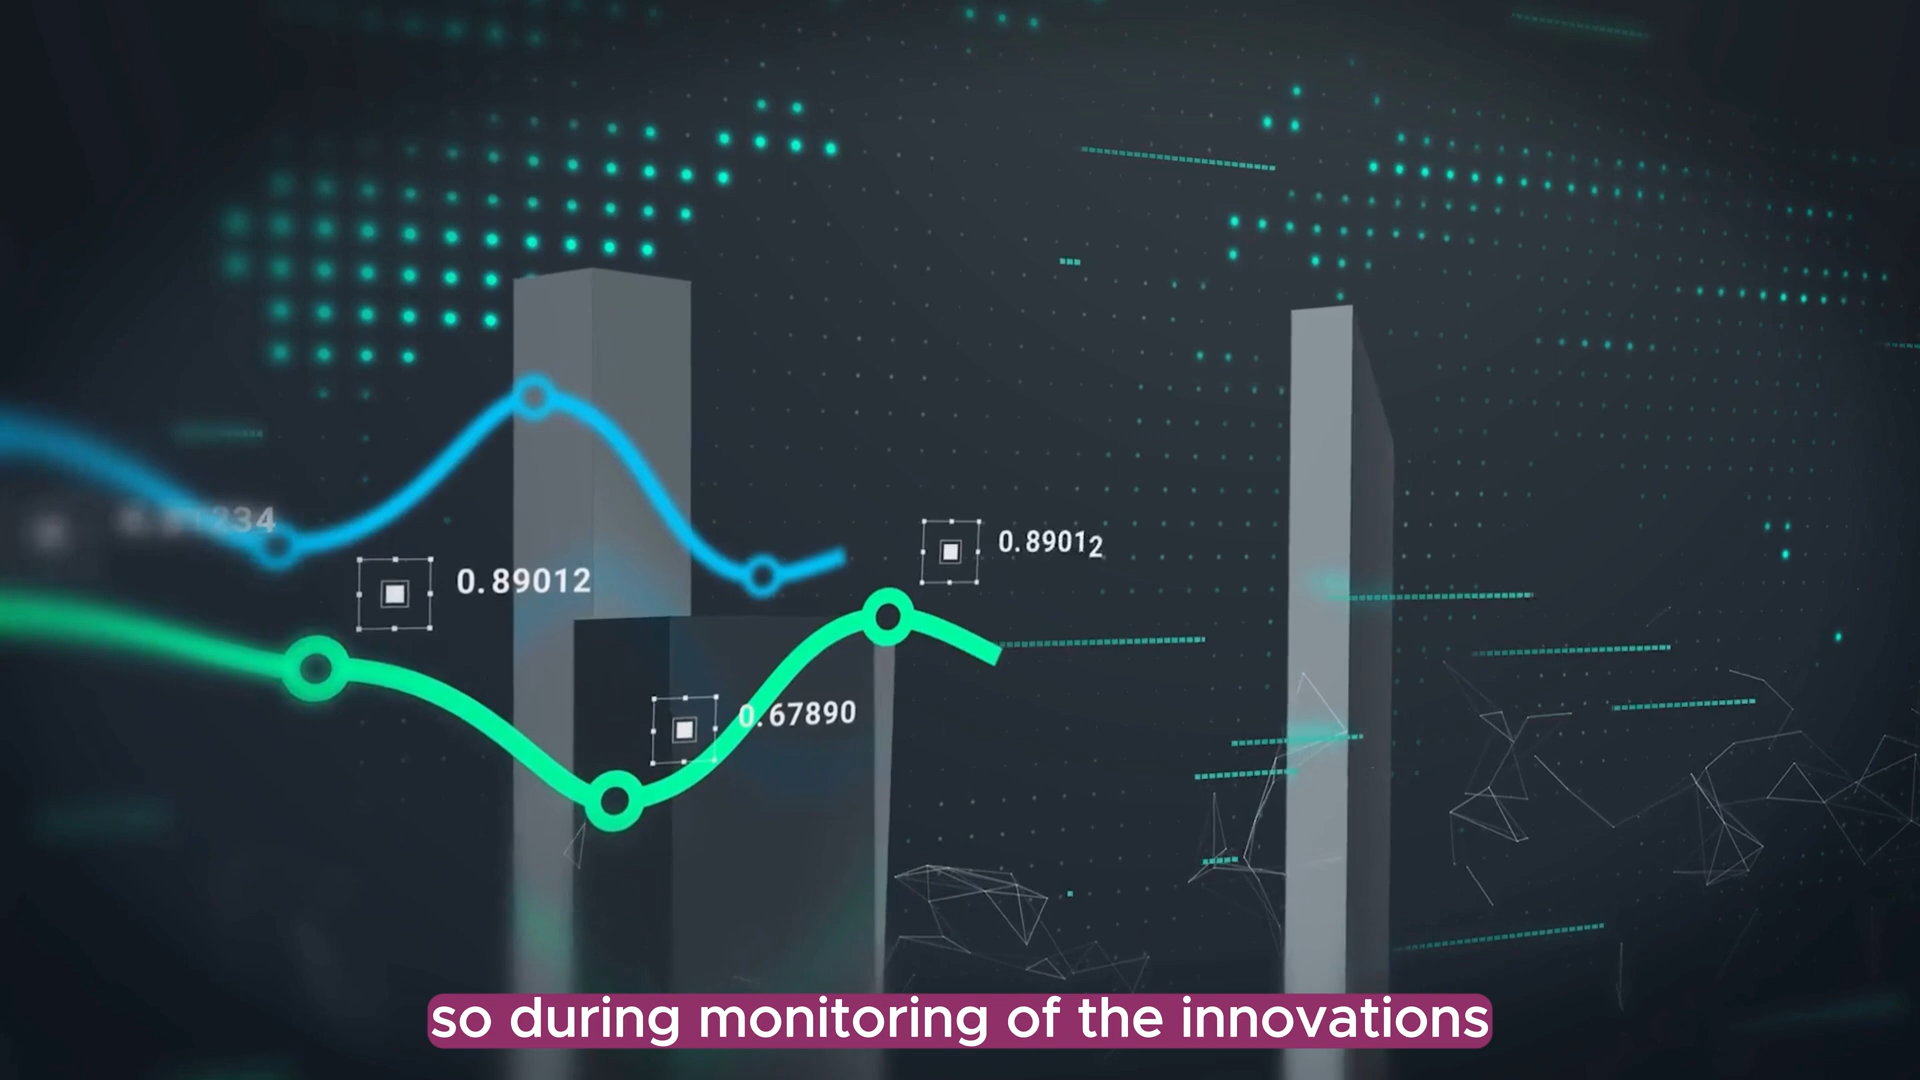 0.89012
0.89012
0.67890
so during monitoring of the innovations